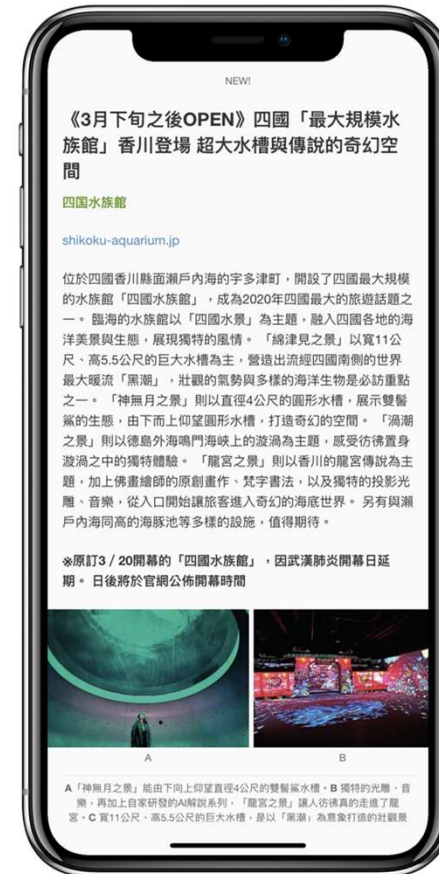 NEW!
《3月下旬之後OPEN》四國「最大規模水
族館」香川登場 超大水槽與傳說的奇幻空
間
四国水族館
shikoku-aquarium.jp
位於四國香川縣面瀨戶內海的宇多津町，開設了四國最大規模
的水族館「四國水族館」，成為2020年四國最大的旅遊話題之
一。 臨海的水族館以「四國水景」為主題，融入四國各地的海
洋美景與生態，展現獨特的風情。 「綿津見之景」以寬11公
尺、高5.5公尺的巨大水槽為主，營造出流經四國南側的世界
最大暖流「黑潮」，壯觀的氣勢與多樣的海洋生物是必訪重點
之一。 「神無月之景」則以直徑4公尺的圓形水槽，展示雙髻
鯊的生態，由下而上仰望圓形水槽，打造奇幻的空間。 「渦潮
之景」則以德島外海鳴門海峽上的漩渦為主題，感受彷彿置身
漩渦之中的獨特體驗。 「龍宮之景」則以香川的龍宮傳說為主
題，加上佛畫繪師的原創畫作、梵字書法，以及獨特的投影光
雕、音樂，從入口開始讓旅客進入奇幻的海底世界。 另有與瀨
戶內海同高的海豚池等多樣的設施，值得期待。
※原訂3 / 20開幕的「四國水族館」，因武漢肺炎開幕日延
期。 日後將於官網公佈開幕時間
A
B
A「神無月之景」能由下向上仰望直徑4公尺的雙髻鯊水槽。B 獨特的光雕、音
樂，再加上自家研發的AI解說系列，「龍宮之景」讓人彷彿真的走進了龍
宮。C 寬11公尺、高5.5公尺的巨大水槽，是以「黑潮」為意象打造的壯觀景